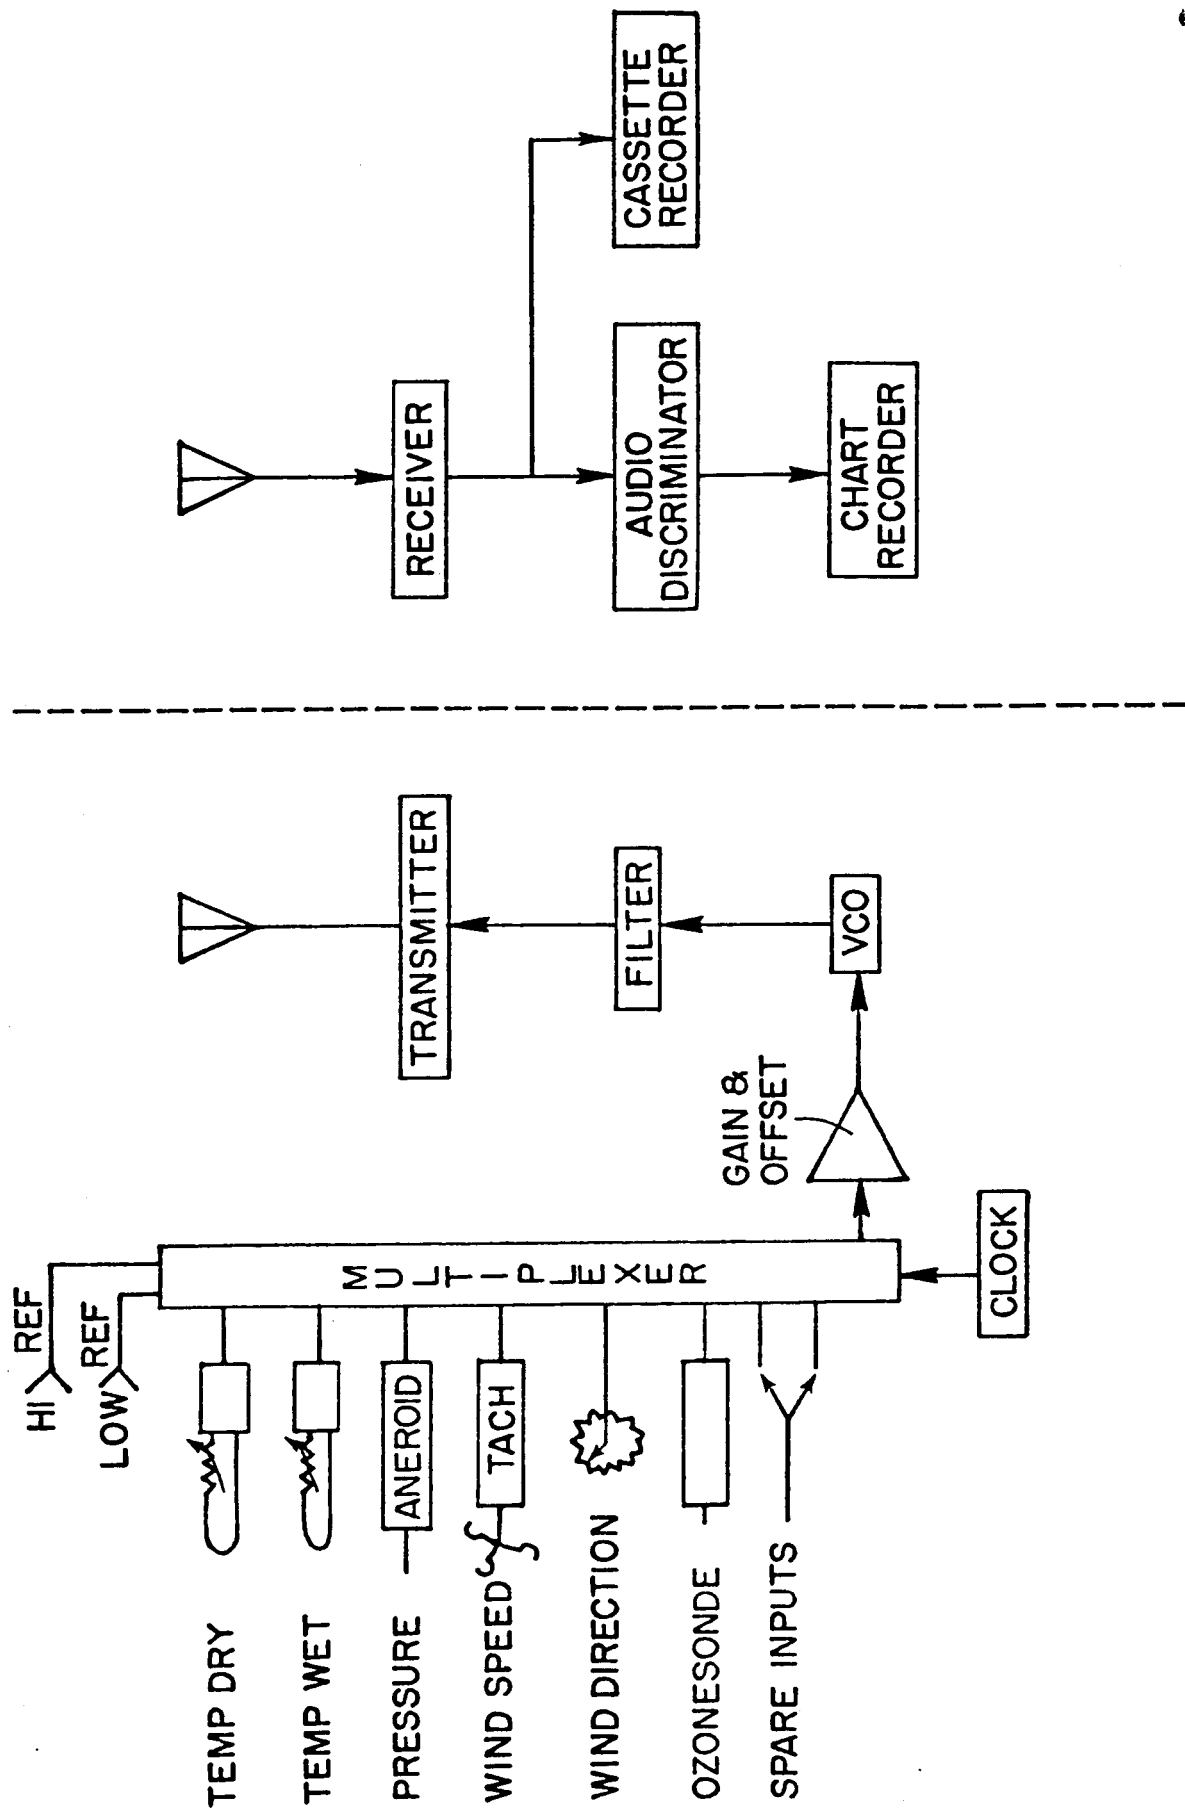 HI REF
LOW REF
TEMP DRY
TEMP WET
PRESSURE
ANEROID
WIND SPEED
TACH
WIND DIRECTION
OZONESONDE
SPARE INPUTS
MULTIPLEXER
CLOCK
GAIN &
OFFSET
VCO
FILTER
TRANSMITTER
RECEIVER
AUDIO
DISCRIMINATOR
CHART
RECORDER
CASSETTE
RECORDER